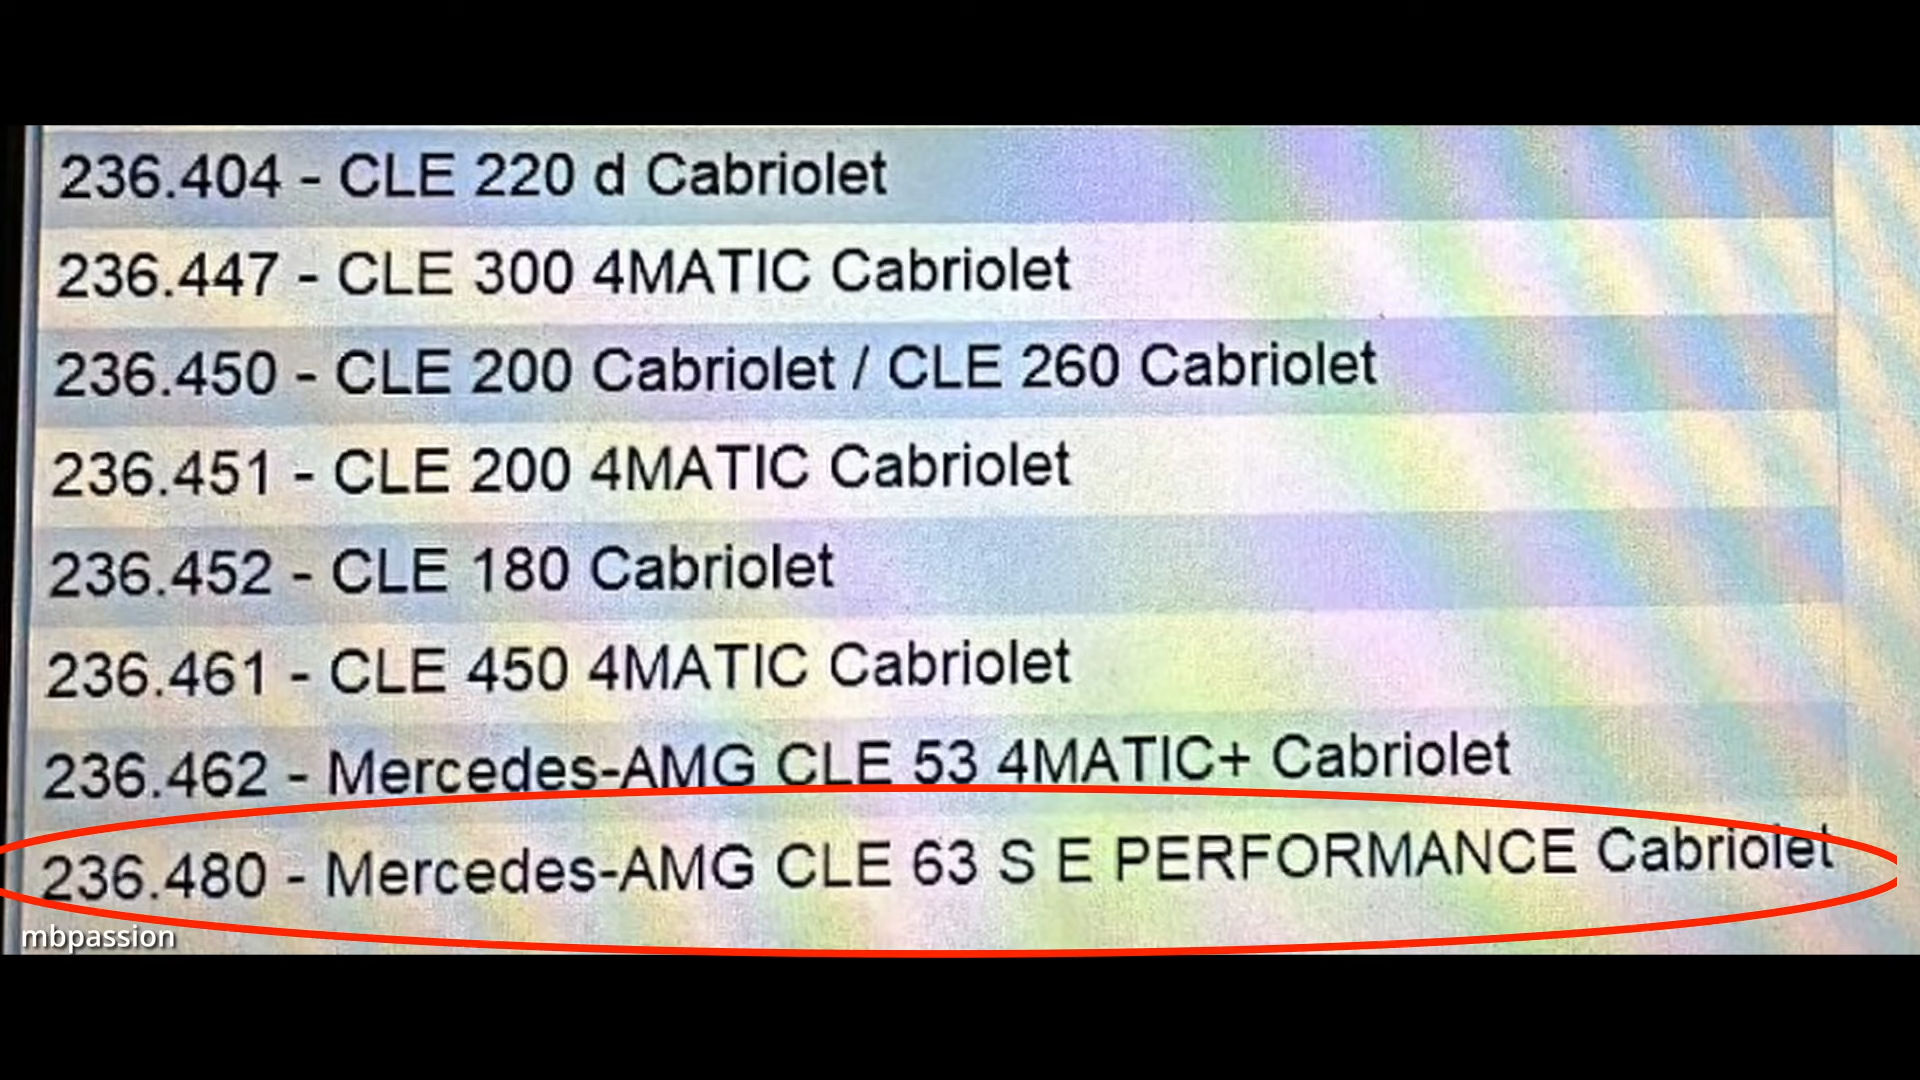 236.404 - CLE 220 d Cabriolet
236.447 - CLE 300 4MATIC Cabriolet
236.450 - CLE 200 Cabriolet / CLE 260 Cabriolet
236.451 - CLE 200 4MATIC Cabriolet
236.452 - CLE 180 Cabriolet
236.461 - CLE 450 4MATIC Cabriolet
236.462 - Mercedes-AMG CLE 53 4MATIC+ Cabriolet
236.480 - Mercedes-AMG CLE 63 S E PERFORMANCE Cabriolet
mbpassion